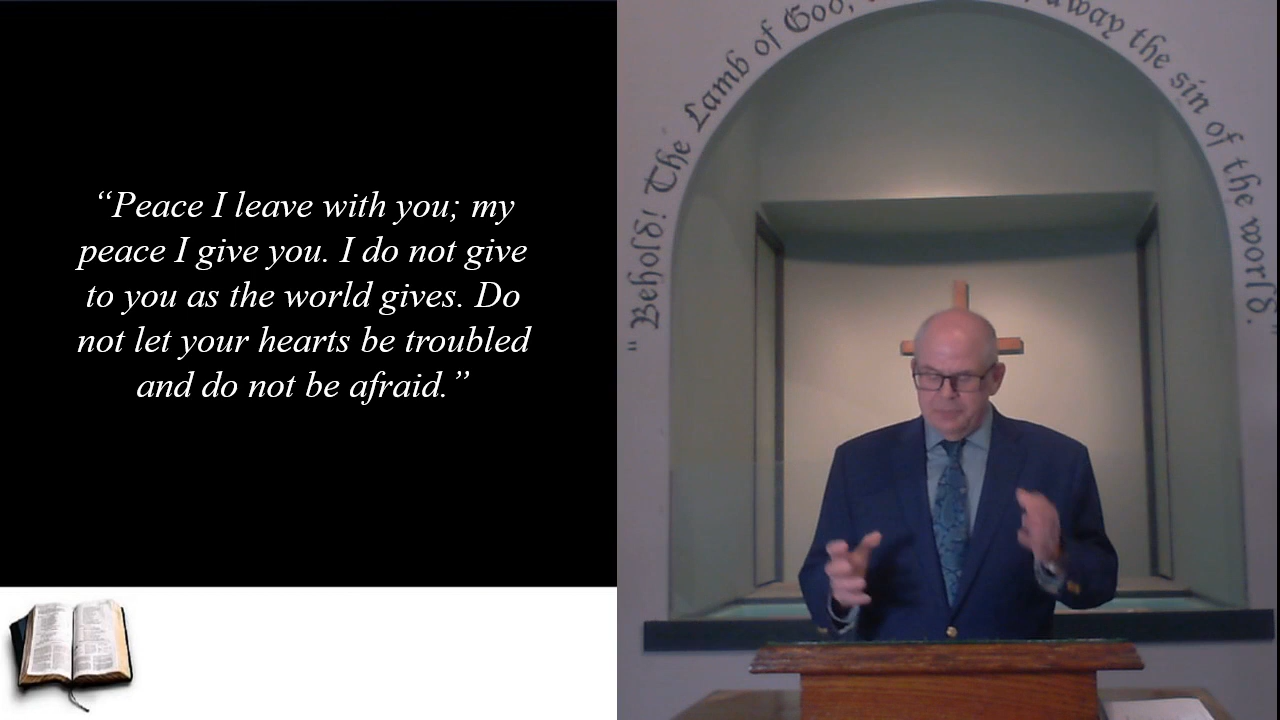 “Peace I leave with you; my
peace I give you. I do not give
to you as the world gives. Do
not let your hearts be troubled
and do not be afraid.”
"Behold! The Lamb of God, away the sin of the world."